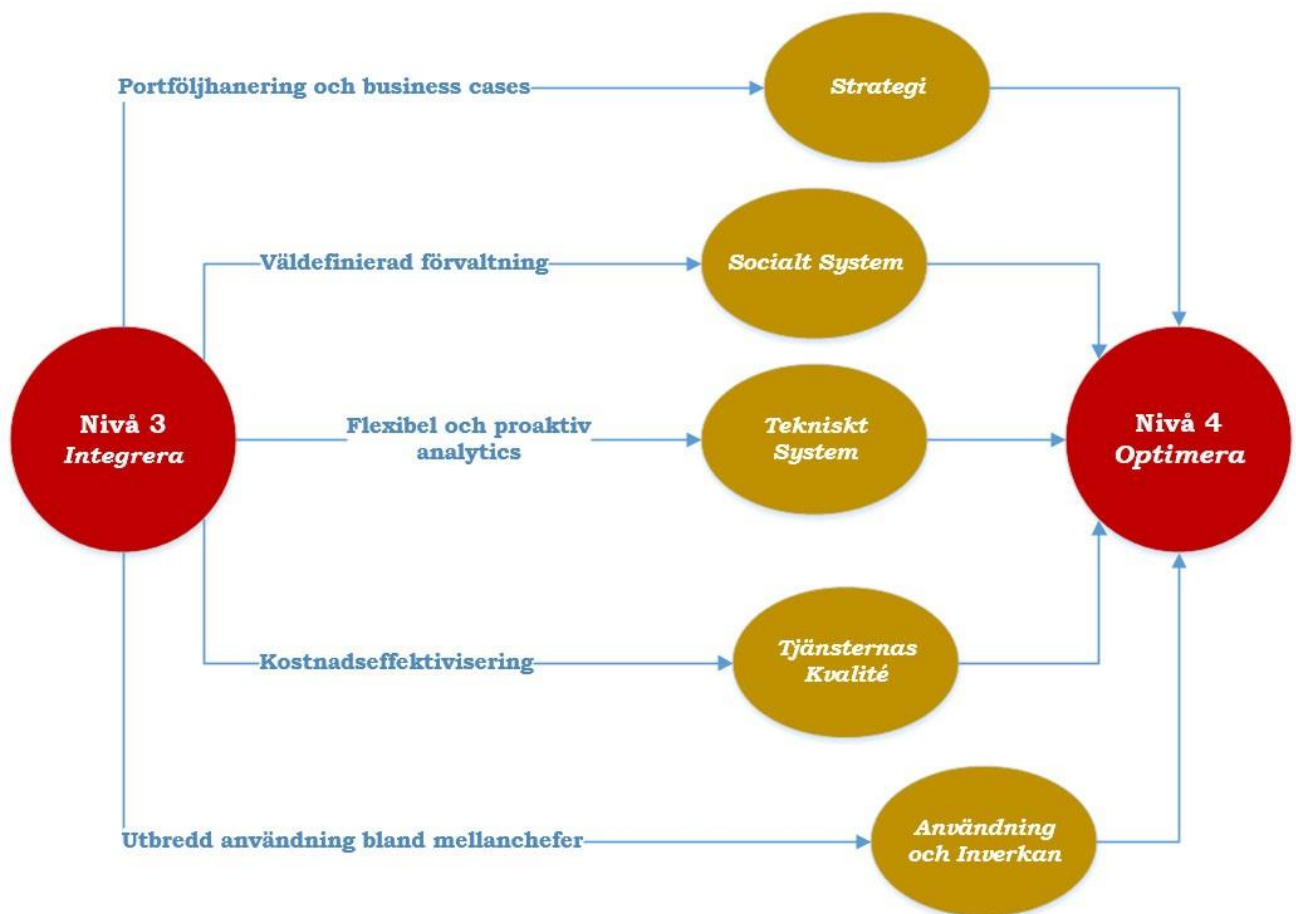 Portföljhanering och business cases
Strategi
Väldefinierad förvaltning
Socialt System
Nivå 3
Integrera
Flexibel och proaktiv
analytics
Tekniskt
System
Nivå 4
Optimera
Kostnadseffektivisering
Tjänsternas
Kvalité
Utbredd användning bland mellanchefer
Användning
och Inverkan